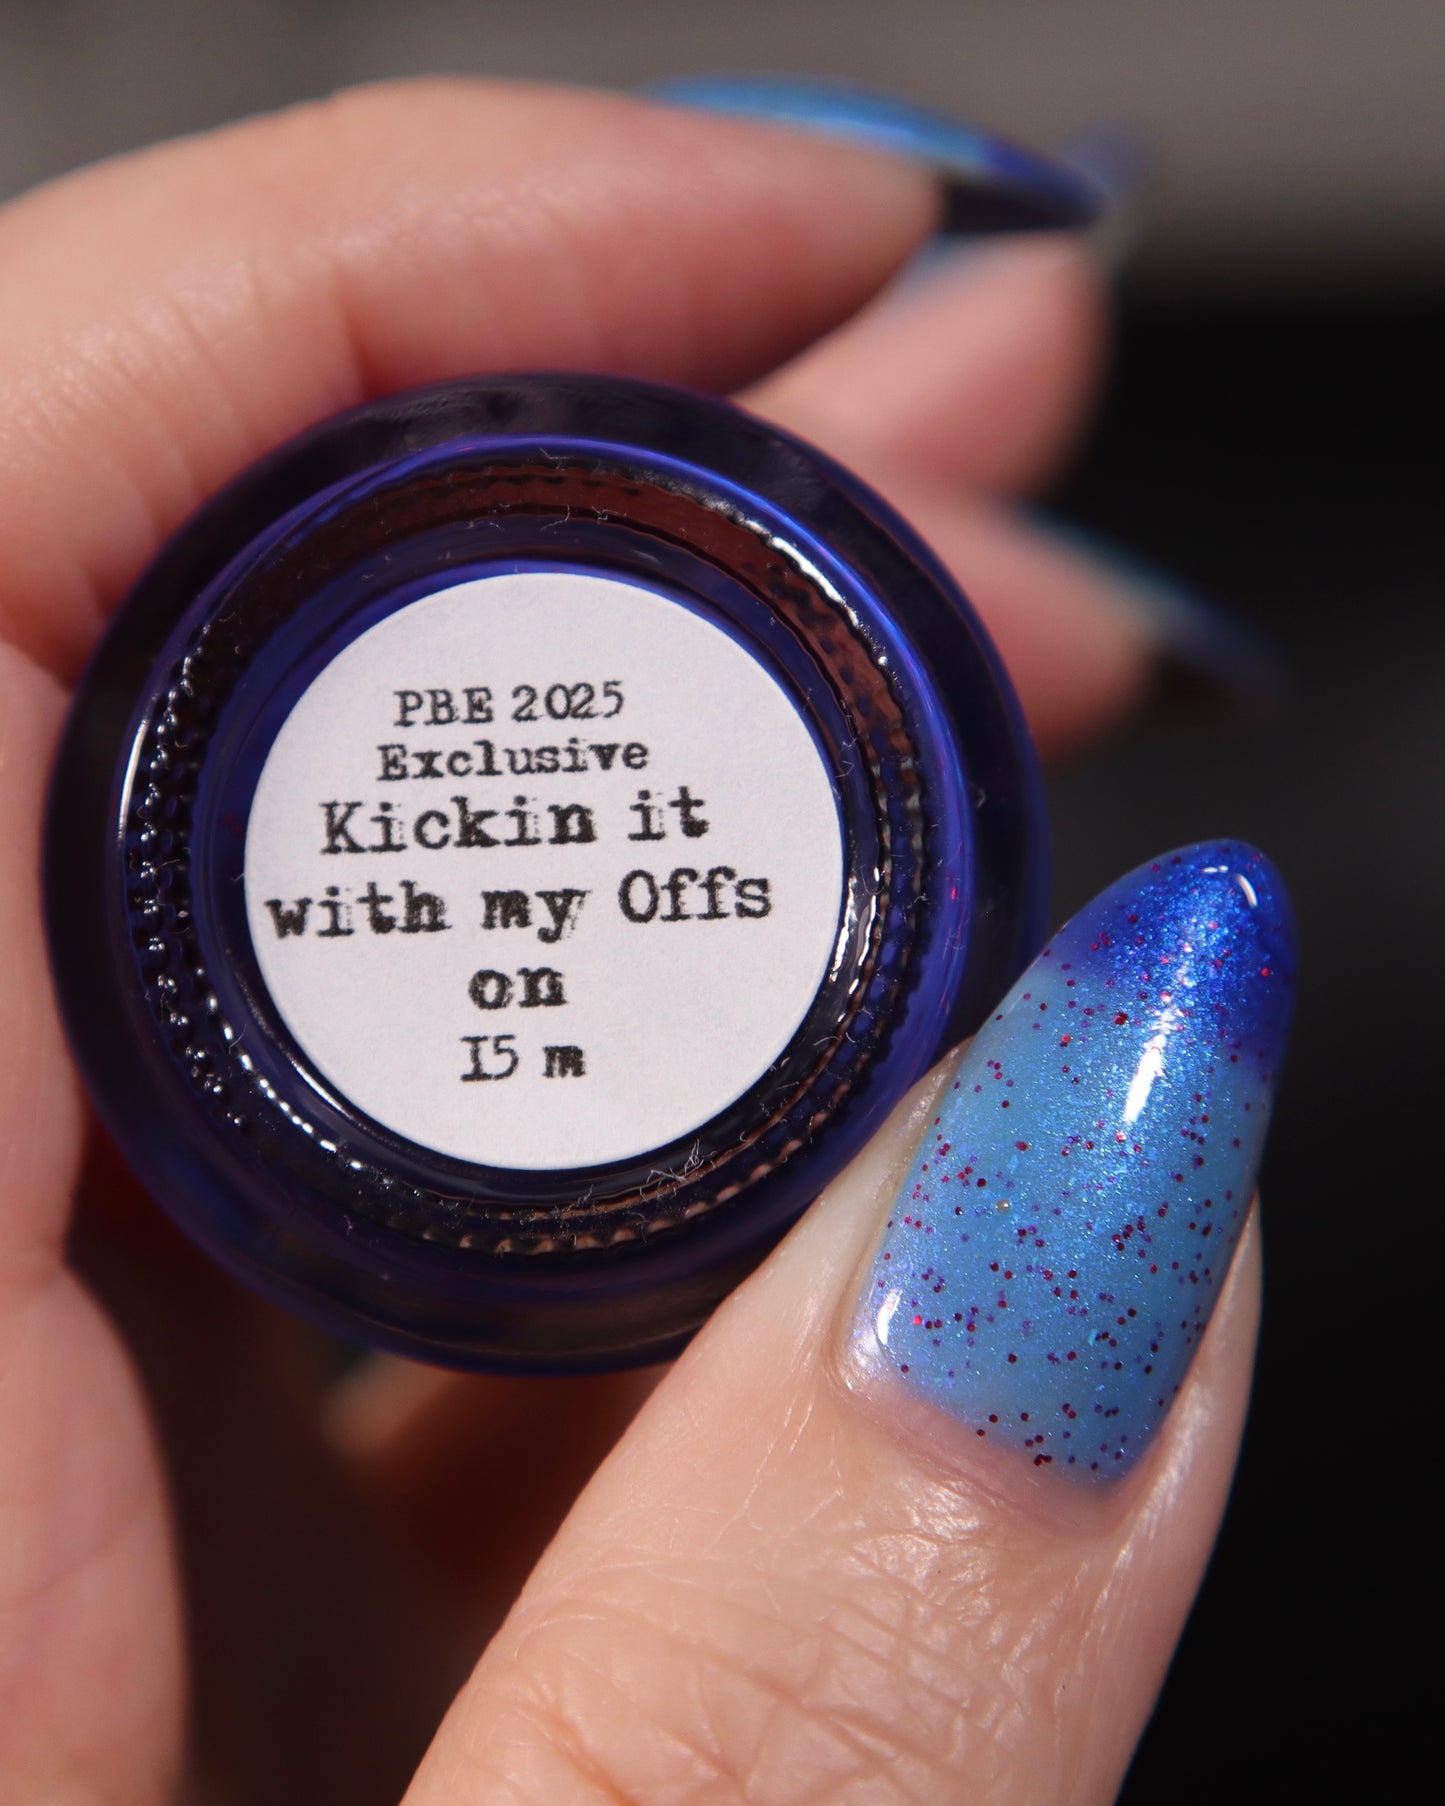 PBE 2025
Exclusive
Kickin it
with my Offs
on
15 m